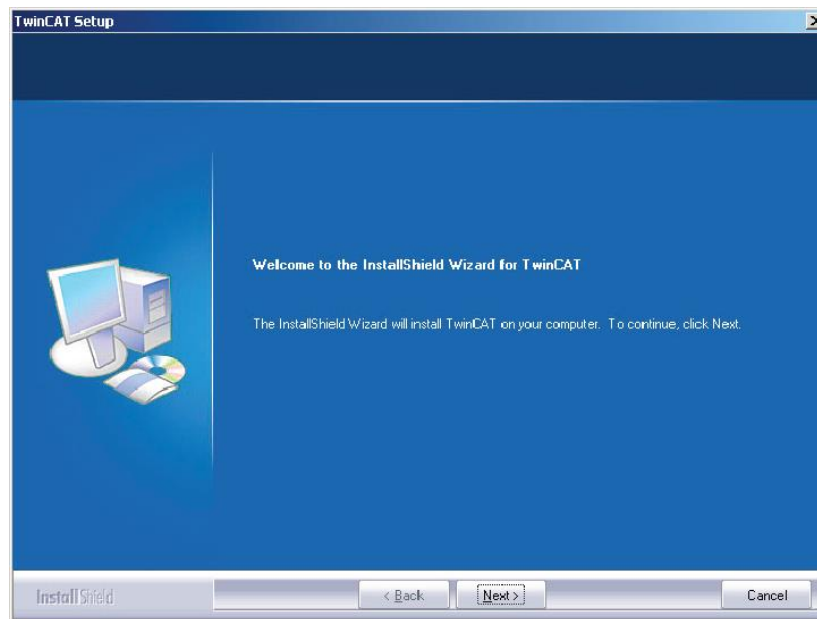 TwinCAT Setup
Welcome to the InstallShield Wizard for TwinCAT
The InstallShield Wizard will install TwinCAT on your computer. To continue, click Next.
InstallShield
< Back
Next >
Cancel